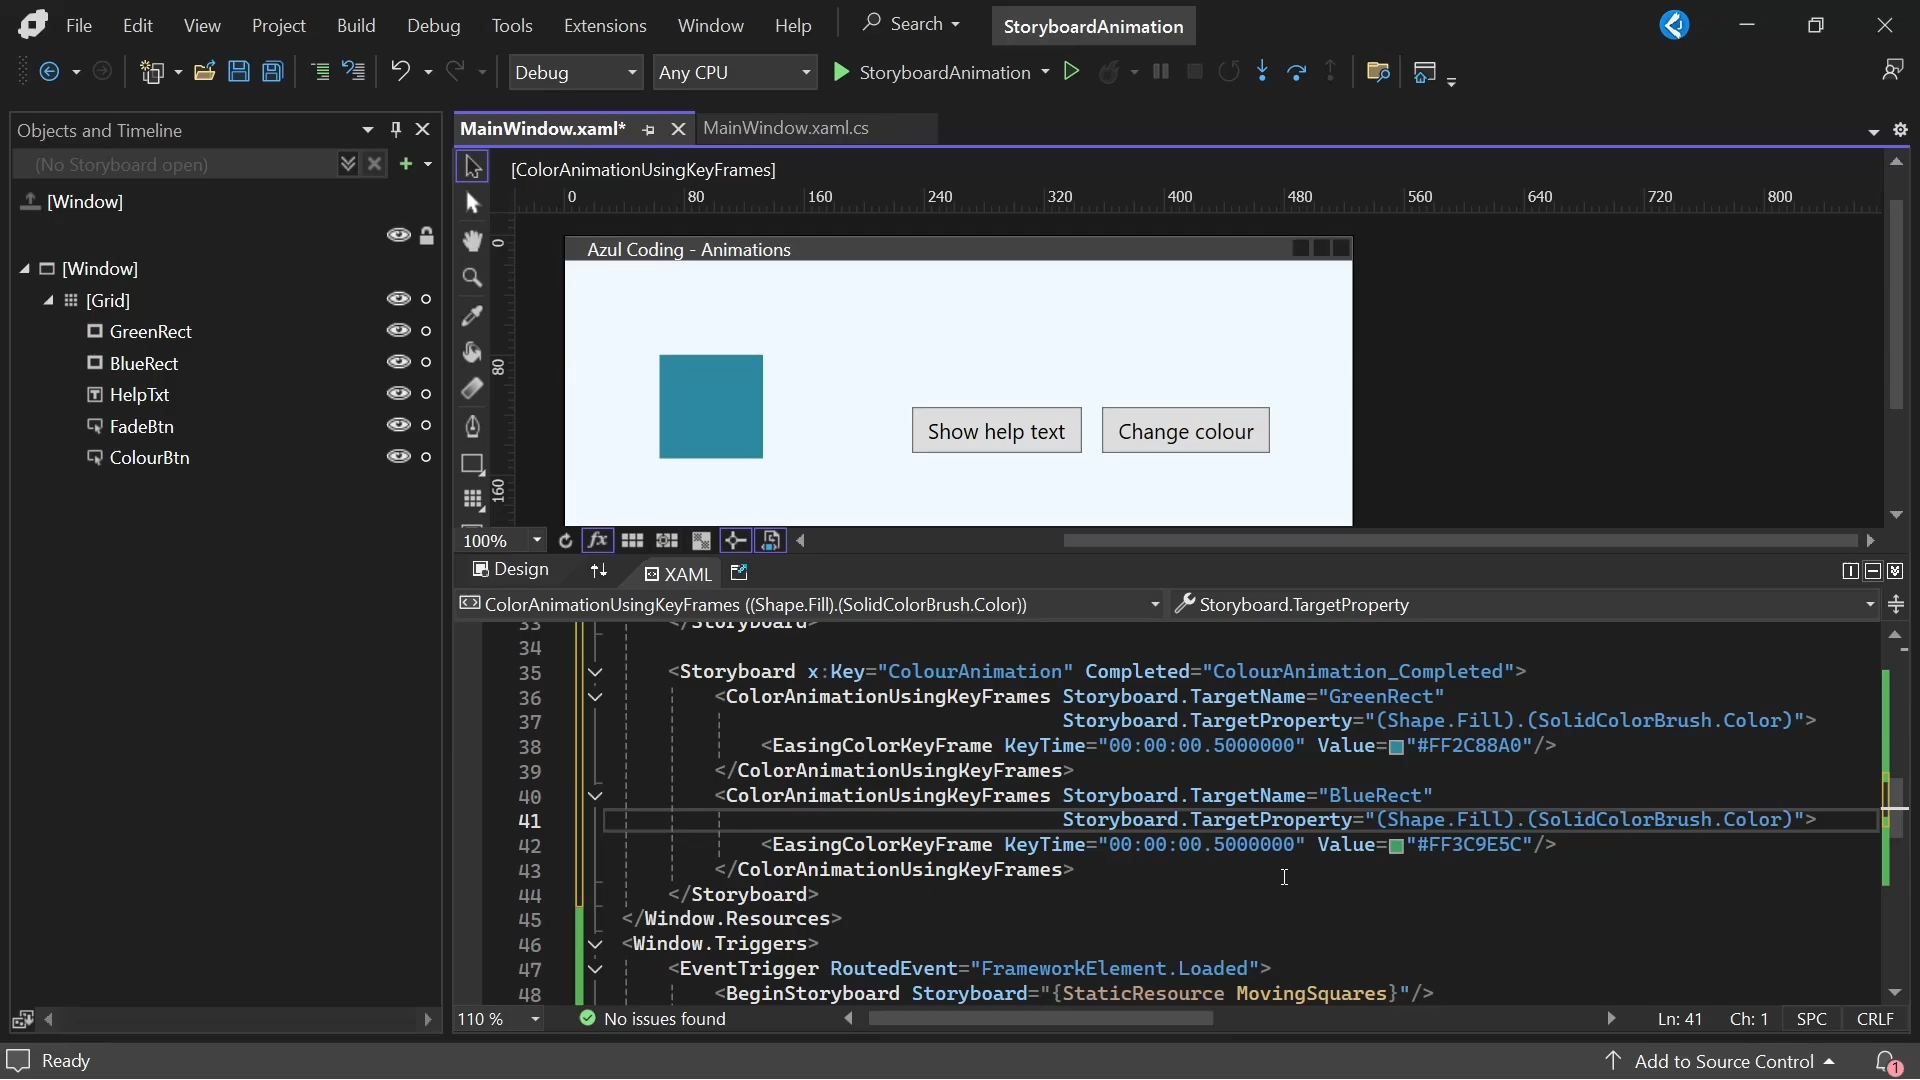 File Edit View Project Build Debug Tools Extensions Window Help Search StoryboardAnimation
Debug Any CPU StoryboardAnimation
Objects and Timeline
(No Storyboard open)
[Window]
[Window]
[Grid]
GreenRect
BlueRect
HelpTxt
FadeBtn
ColourBtn
MainWindow.xaml* MainWindow.xaml.cs
[ColorAnimationUsingKeyFrames]
0 80 160 240 320 400 480 560 640 720 800
0
80
160
Azul Coding - Animations
Show help text Change colour
100% fx
Design XAML
ColorAnimationUsingKeyFrames ((Shape.Fill).(SolidColorBrush.Color)) Storyboard.TargetProperty
33 </Storyboard>
34
35 <Storyboard x:Key="ColourAnimation" Completed="ColourAnimation_Completed">
36 <ColorAnimationUsingKeyFrames Storyboard.TargetName="GreenRect"
37 Storyboard.TargetProperty="(Shape.Fill).(SolidColorBrush.Color)">
38 <EasingColorKeyFrame KeyTime="00:00:00.5000000" Value="#FF2C88A0"/>
39 </ColorAnimationUsingKeyFrames>
40 <ColorAnimationUsingKeyFrames Storyboard.TargetName="BlueRect"
41 Storyboard.TargetProperty="(Shape.Fill).(SolidColorBrush.Color)">
42 <EasingColorKeyFrame KeyTime="00:00:00.5000000" Value="#FF3C9E5C"/>
43 </ColorAnimationUsingKeyFrames>
44 </Storyboard>
45 </Window.Resources>
46 <Window.Triggers>
47 <EventTrigger RoutedEvent="FrameworkElement.Loaded">
48 <BeginStoryboard Storyboard="{StaticResource MovingSquares}"/>
110 % No issues found Ln: 41 Ch: 1 SPC CRLF
Ready Add to Source Control 1